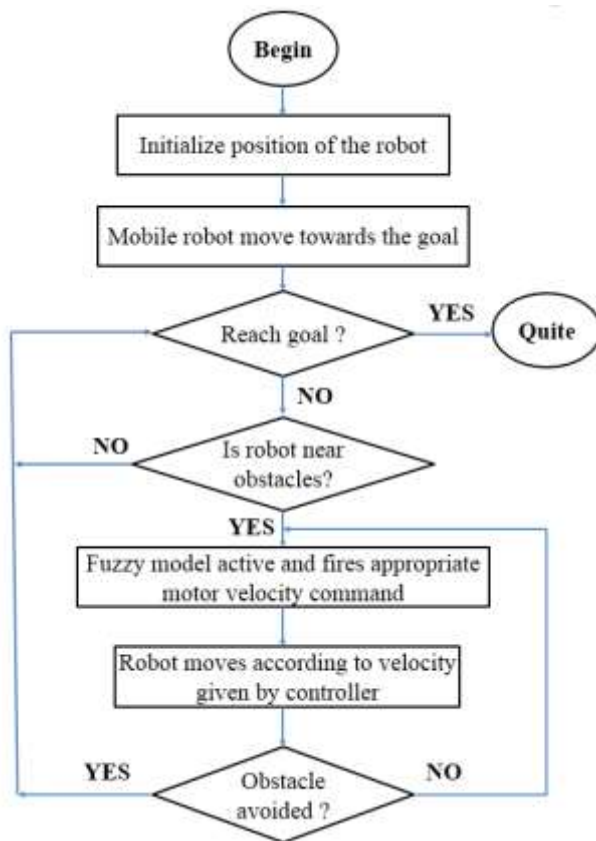 Begin
Initialize position of the robot
Mobile robot move towards the goal
Reach goal ?
YES
Quite
NO
Is robot near
obstacles?
NO
YES
Fuzzy model active and fires appropriate
motor velocity command
Robot moves according to velocity
given by controller
YES
Obstacle
avoided ?
NO